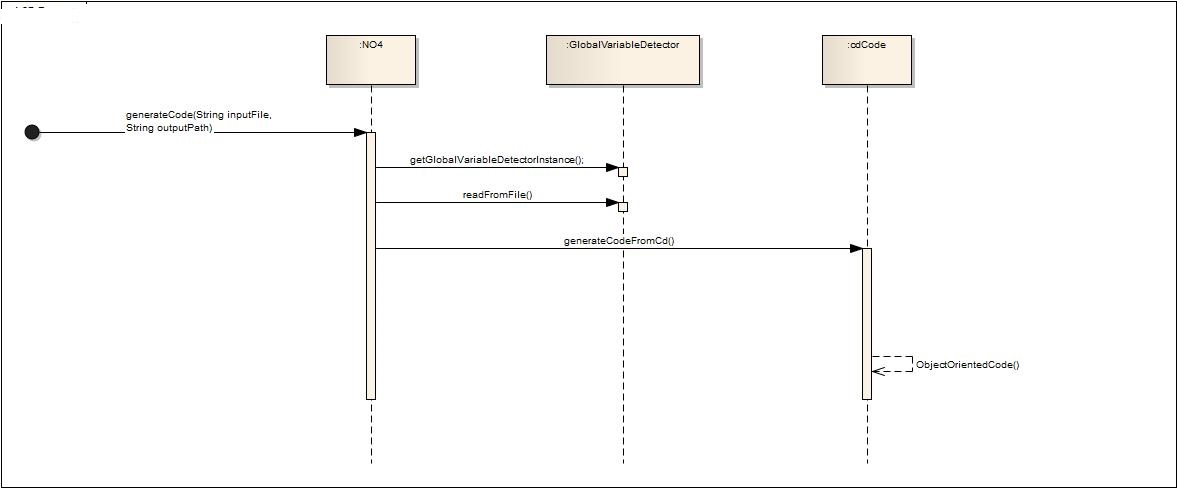 :NO4
:GlobalVariableDetector
:cdCode
generateCode(String inputFile,
String outputPath)
getGlobalVariableDetectorInstance();
readFromFile()
generateCodeFromCd()
ObjectOrientedCode()